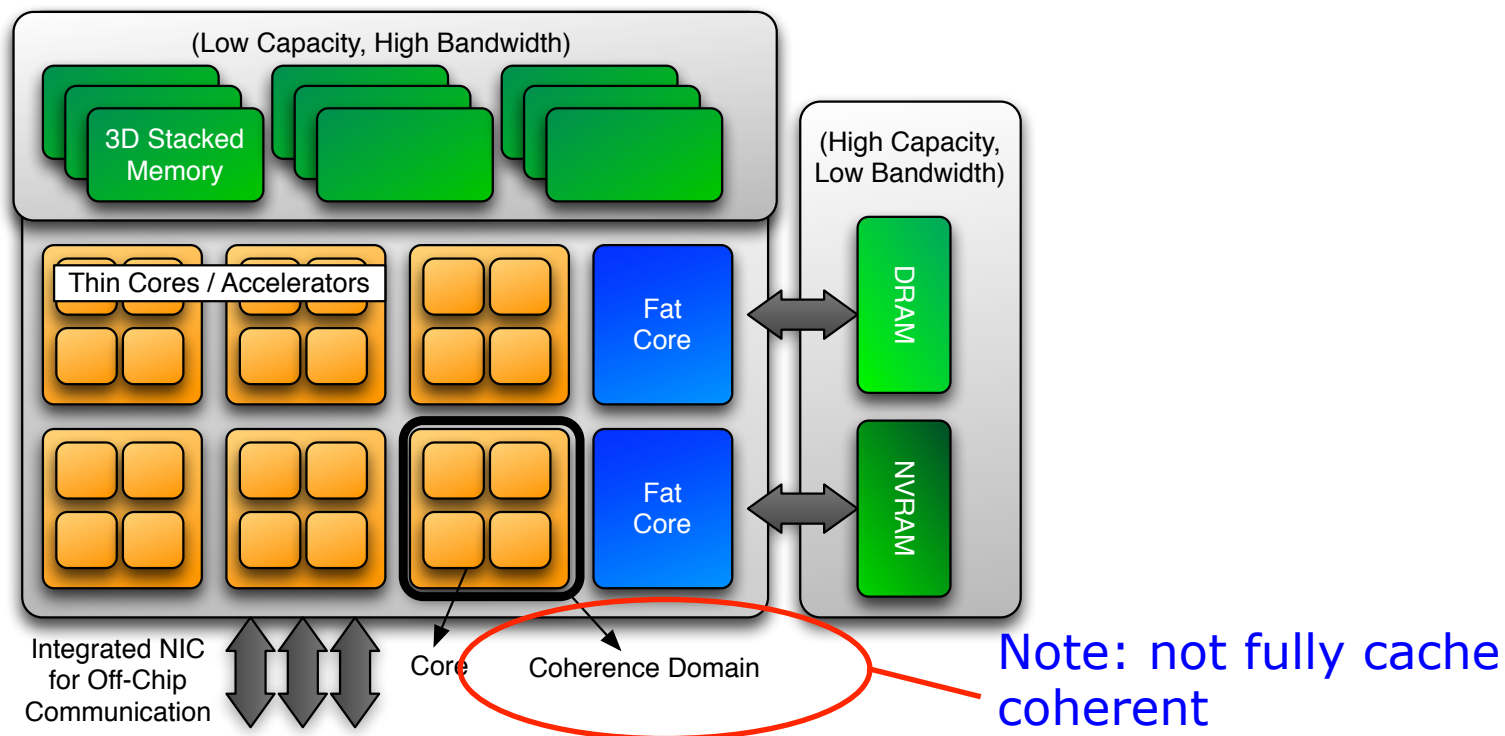 (Low Capacity, High Bandwidth)
3D Stacked
Memory
(High Capacity,
Low Bandwidth)
Thin Cores / Accelerators
Fat
Core
DRAM
Fat
Core
NVRAM
Integrated NIC
for Off-Chip
Communication
Core
Coherence Domain
Note: not fully cache
coherent